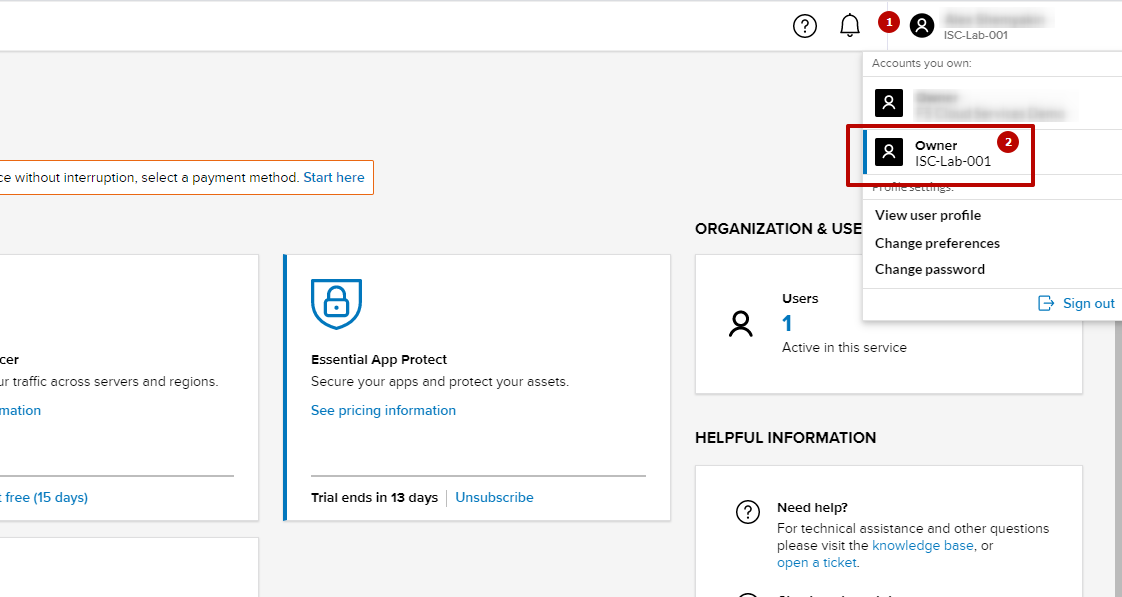 1
ISC-Lab-001
Accounts you own:
Owner
2
ISC-Lab-001
Profile settings:
View user profile
Change preferences
Change password
Sign out
ce without interruption, select a payment method. Start here
cer
ur traffic across servers and regions.
mation
t free (15 days)
Essential App Protect
Secure your apps and protect your assets.
See pricing information
Trial ends in 13 days
Unsubscribe
ORGANIZATION & USE
Users
1
Active in this service
HELPFUL INFORMATION
Need help?
For technical assistance and other questions
please visit the knowledge base, or
open a ticket.